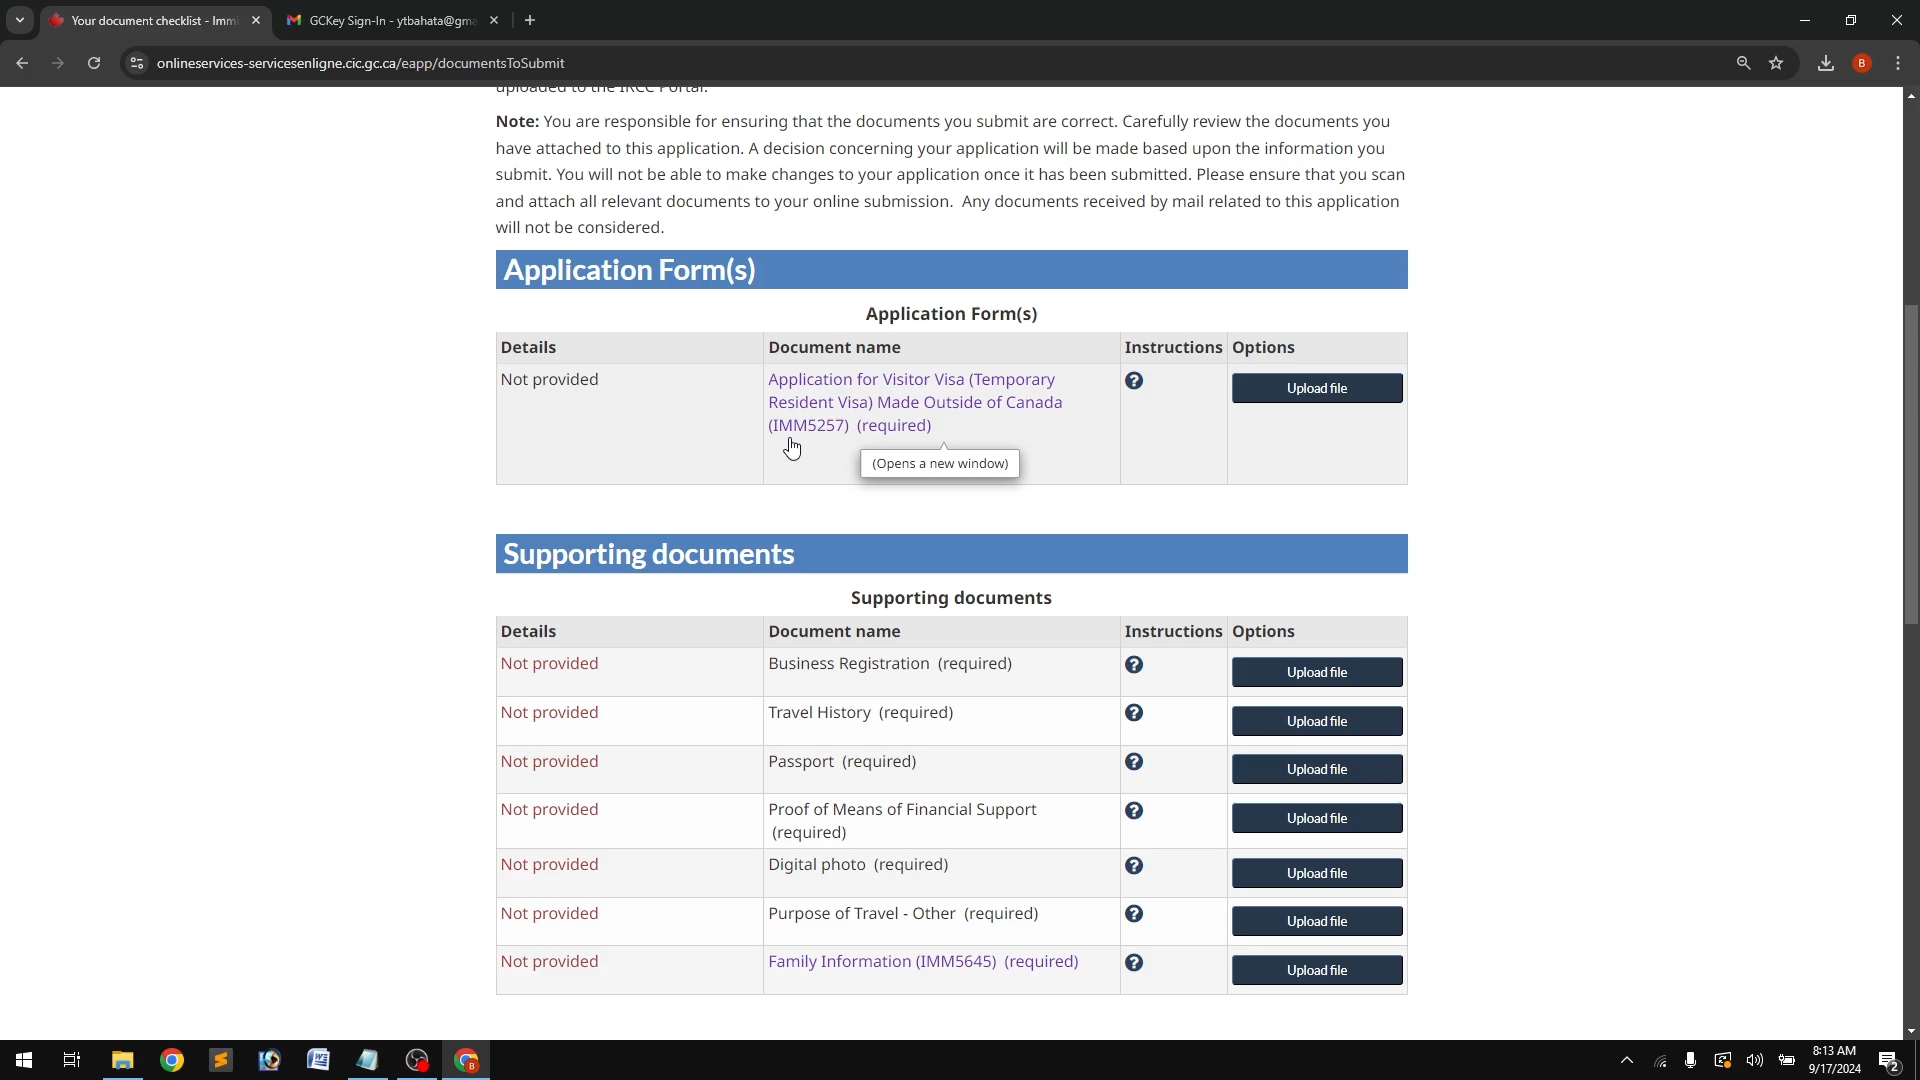 Your document checklist - Immi
GCKey Sign-In - ytbahata@gma
onlineservices-servicesenligne.cic.gc.ca/eapp/documentsToSubmit
B
uploaded to the IRCC Portal.
Note: You are responsible for ensuring that the documents you submit are correct. Carefully review the documents you
have attached to this application. A decision concerning your application will be made based upon the information you
submit. You will not be able to make changes to your application once it has been submitted. Please ensure that you scan
and attach all relevant documents to your online submission. Any documents received by mail related to this application
will not be considered.
Application Form(s)
Application Form(s)
Details Document name Instructions Options
Not provided Application for Visitor Visa (Temporary Upload file
Resident Visa) Made Outside of Canada
(IMM5257) (required)
(Opens a new window)
Supporting documents
Supporting documents
Details Document name Instructions Options
Not provided Business Registration (required) Upload file
Not provided Travel History (required) Upload file
Not provided Passport (required) Upload file
Not provided Proof of Means of Financial Support Upload file
(required)
Not provided Digital photo (required) Upload file
Not provided Purpose of Travel - Other (required) Upload file
Not provided Family Information (IMM5645) (required) Upload file
8:13 AM
9/17/2024
2